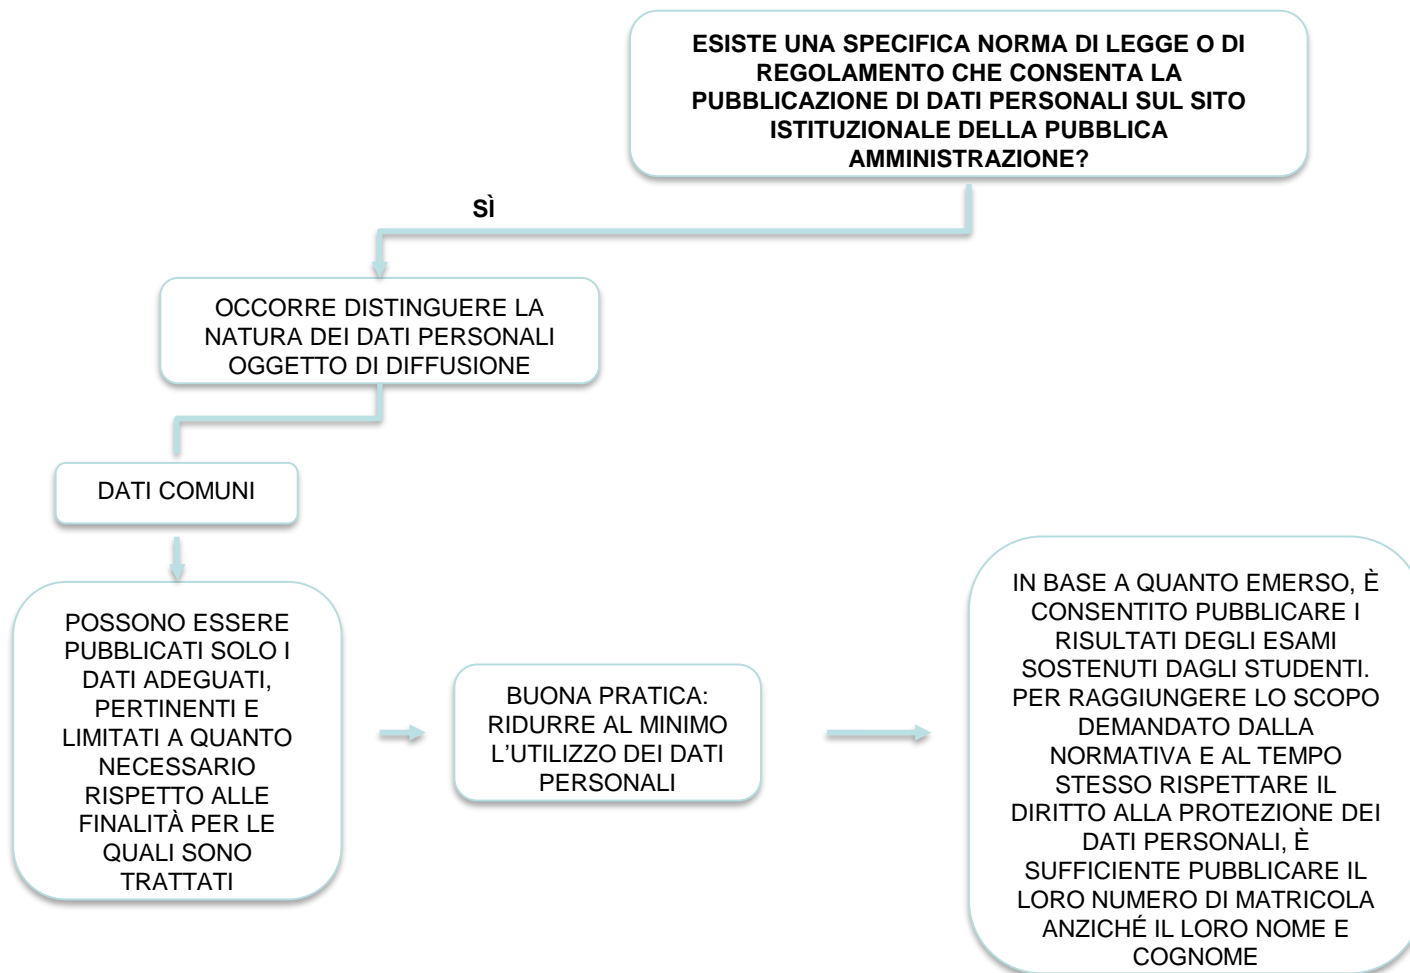 ESISTE UNA SPECIFICA NORMA DI LEGGE O DI
REGOLAMENTO CHE CONSENTA LA
PUBBLICAZIONE DI DATI PERSONALI SUL SITO
ISTITUZIONALE DELLA PUBBLICA
AMMINISTRAZIONE?
SÌ
OCCORRE DISTINGUERE LA
NATURA DEI DATI PERSONALI
OGGETTO DI DIFFUSIONE
DATI COMUNI
POSSONO ESSERE
PUBBLICATI SOLO I
DATI ADEGUATI,
PERTINENTI E
LIMITATI A QUANTO
NECESSARIO
RISPETTO ALLE
FINALITÀ PER LE
QUALI SONO
TRATTATI
BUONA PRATICA:
RIDURRE AL MINIMO
L’UTILIZZO DEI DATI
PERSONALI
IN BASE A QUANTO EMERSO, È
CONSENTITO PUBBLICARE I
RISULTATI DEGLI ESAMI
SOSTENUTI DAGLI STUDENTI.
PER RAGGIUNGERE LO SCOPO
DEMANDATO DALLA
NORMATIVA E AL TEMPO
STESSO RISPETTARE IL
DIRITTO ALLA PROTEZIONE DEI
DATI PERSONALI, È
SUFFICIENTE PUBBLICARE IL
LORO NUMERO DI MATRICOLA
ANZICHÉ IL LORO NOME E
COGNOME